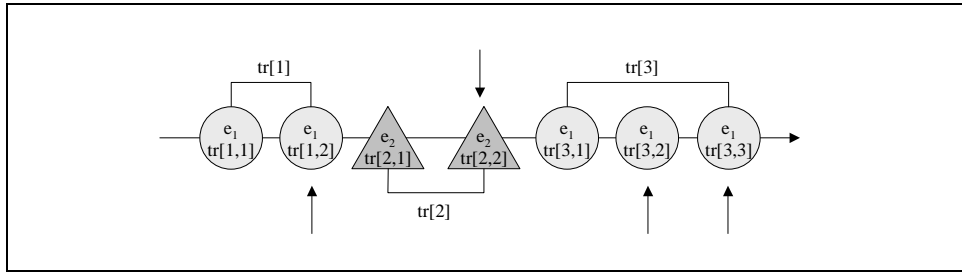 tr[1]
tr[3]
e1
tr[1,1]
e1
tr[1,2]
e2
tr[2,1]
e2
tr[2,2]
e1
tr[3,1]
e1
tr[3,2]
e1
tr[3,3]
tr[2]